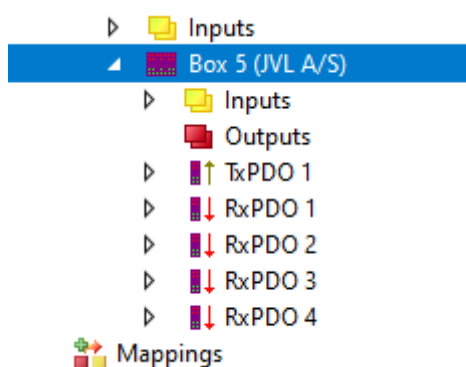 Inputs
Box 5 (JVL A/S)
Inputs
Outputs
TxPDO 1
RxPDO 1
RxPDO 2
RxPDO 3
RxPDO 4
Mappings